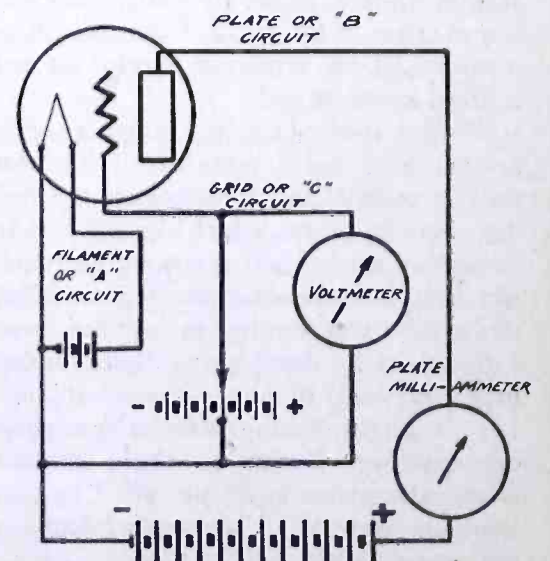 PLATE OR "B"
CIRCUIT
GRID OR "C"
CIRCUIT
FILAMENT
OR "A"
CIRCUIT
VOLTMETER
PLATE
MILLI-AMMETER
- +
- +